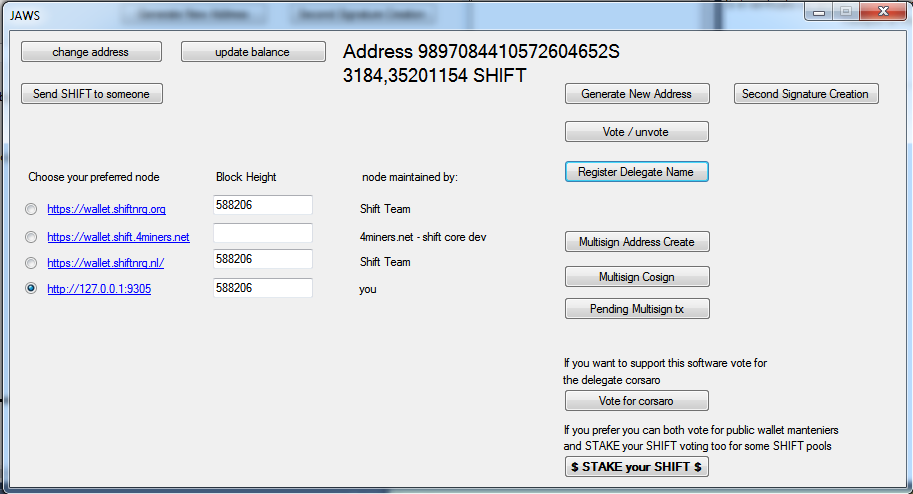 JAWS
change address
update balance
Address 9897084410572604652S
3184,35201154 SHIFT
Send SHIFT to someone
Generate New Address
Second Signature Creation
Vote / unvote
Register Delegate Name
Choose your preferred node
Block Height
node maintained by:
https://wallet.shiftnrg.org
588206
Shift Team
https://wallet.shift.4miners.net
4miners.net - shift core dev
https://wallet.shiftnrg.nl/
588206
Shift Team
http://127.0.0.1:9305
588206
you
Multisign Address Create
Multisign Cosign
Pending Multisign tx
If you want to support this software vote for
the delegate corsaro
Vote for corsaro
If you prefer you can both vote for public wallet manteniers
and STAKE your SHIFT voting too for some SHIFT pools
$ STAKE your SHIFT $